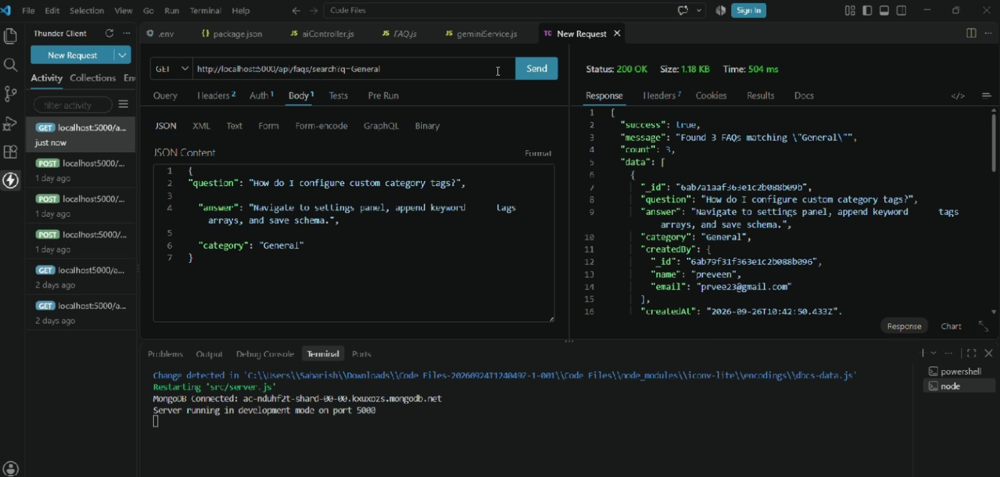 File Edit Selection View Go Run Terminal Help
Code Files
Sign In
Thunder Client
.env
{} package.json
JS aiController.js
JS FAQ.js
JS geminiService.js
TC New Request
New Request
Activity Collections En
filter activity
GET localhost:5000/a...
just now
POST localhost5000/...
1 day ago
POST localhost5000/...
1 day ago
POST localhost5000/...
1 day ago
GET localhost5000/a...
2 days ago
GET localhost:5000/a...
2 days ago
GET
http://localhost:5000/api/faqs/search?q=General
Send
Query Headers 2 Auth 1 Body 1 Tests Pre Run
JSON XML Text Form Form-encode GraphQL Binary
JSON Content
Format
1 {
2 "question": "How do I configure custom category tags?",
3
4 "answer": "Navigate to settings panel, append keyword tags
arrays, and save schema.",
5
6 "category": "General"
7 }
Status: 200 OK Size: 1.18 KB Time: 504 ms
Response Headers 7 Cookies Results Docs
</>
1 {
2 "success": true,
3 "message": "Found 3 FAQs matching \"General\"",
4 "count": 3,
5 "data": [
6 {
7 "_id": "6ab7a1aaf363e1c2b088b09b",
8 "question": "How do I configure custom category tags?",
9 "answer": "Navigate to settings panel, append keyword tags
arrays, and save schema.",
10 "category": "General",
11 "createdBy": {
12 "_id": "6ab79f31f363e1c2b088b096",
13 "name": "preveen",
14 "email": "prvee23@gmail.com"
15 },
16 "createdAt": "2026-09-26T10:42:50.433Z",
Response Chart
Problems Output Debug Console Terminal Ports
Change detected in 'C:\\Users\\Sabarish\\Downloads\\Code Files-20260924T124049Z-1-001\\Code Files\\node_modules\\iconv-lite\\encodings\\dbcs-data.js'
Restarting 'src/server.js'
MongoDB Connected: ac-nduhf2t-shard-00-00.kxuxozs.mongodb.net
Server running in development mode on port 5000
powershell
node